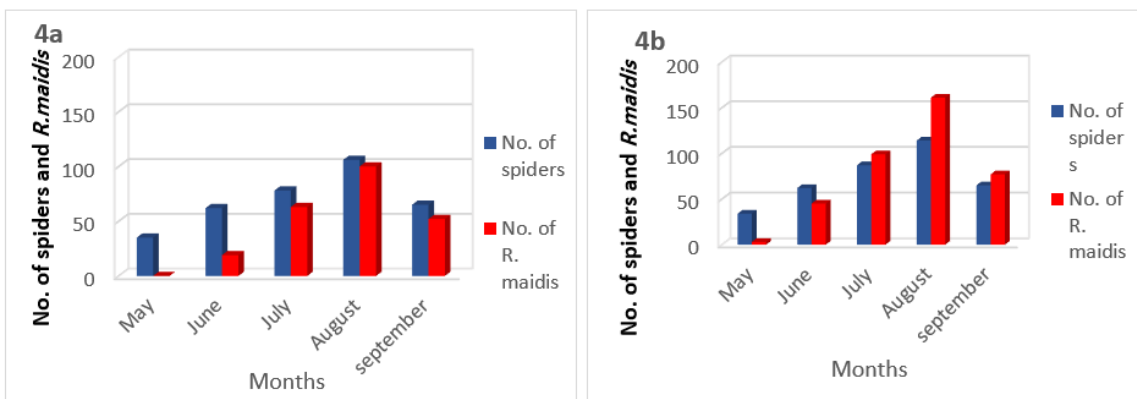 4a
No. of spiders and R.maidis
200
150
100
50
0
May
June
July
August
september
Months
No. of
spiders
No. of
R.
maidis
4b
No. of spiders and R.maidis
200
150
100
50
0
May
June
July
August
september
Months
No. of
spider
s
No. of
R.
maidis